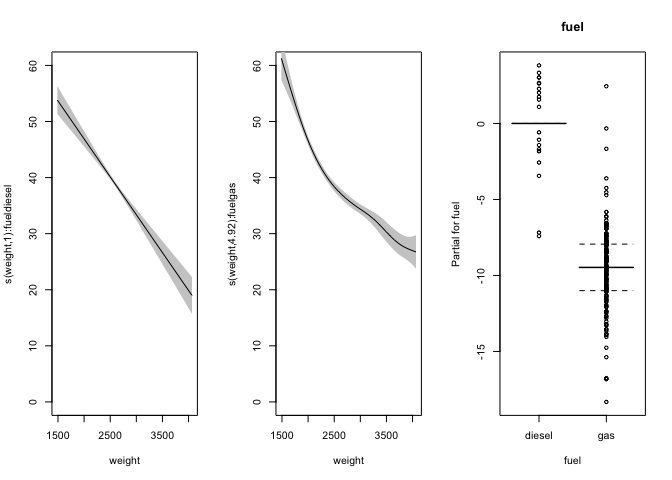 s(weight,1):fueldiesel
60
50
40
30
20
10
0
1500
2500
3500
weight
s(weight,4.92):fuelgas
60
50
40
30
20
10
0
1500
2500
3500
weight
fuel
Partial for fuel
0
-5
-10
-15
diesel
gas
fuel